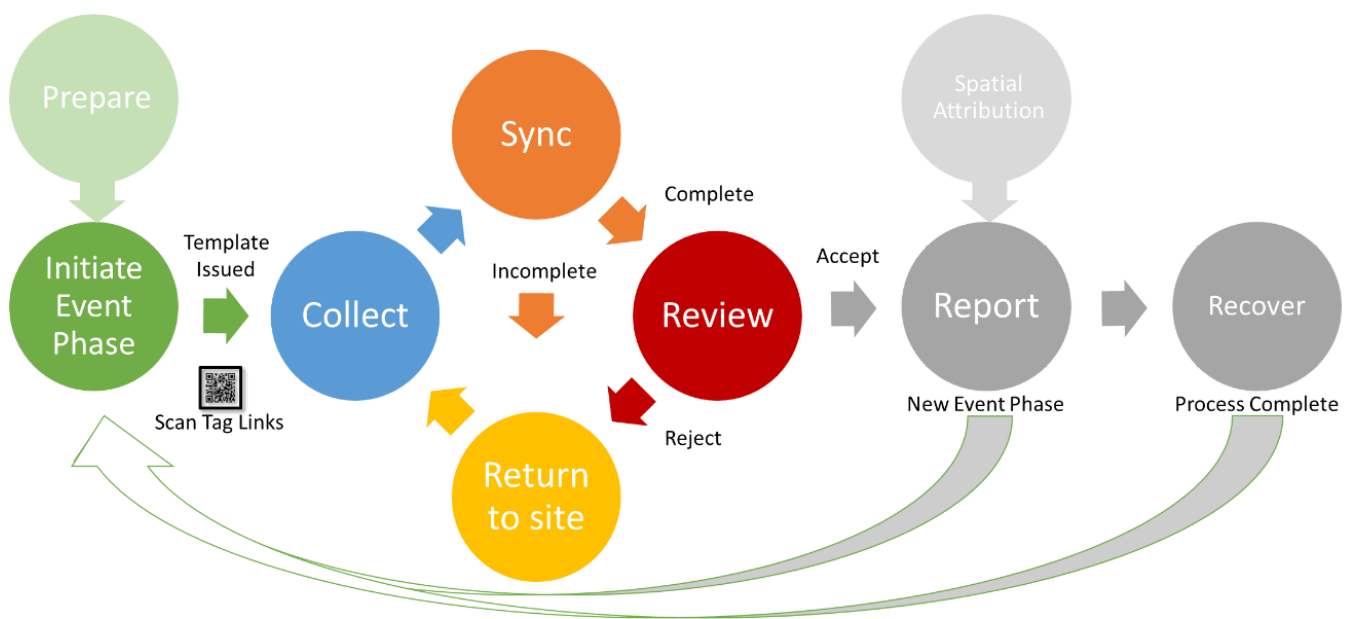 Prepare
Initiate
Event
Phase
Template
Issued
Scan Tag Links
Collect
Sync
Complete
Incomplete
Review
Reject
Return
to site
Accept
Spatial
Attribution
Report
New Event Phase
Recover
Process Complete